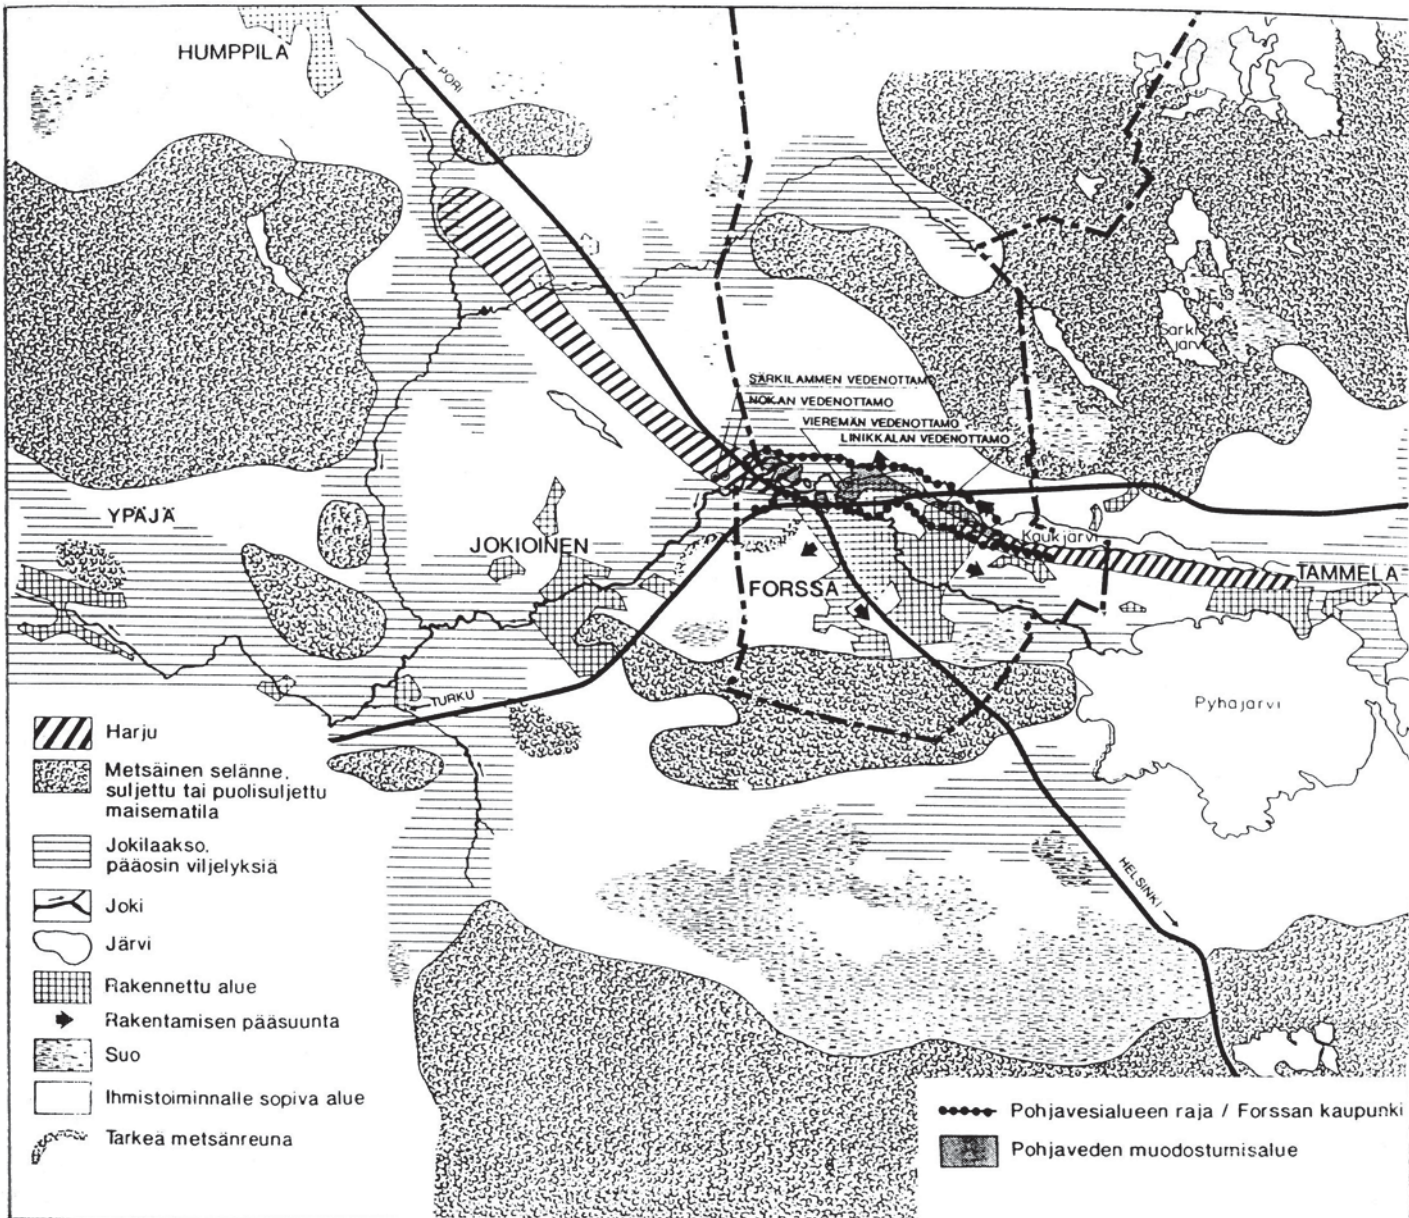 HUMPPILA
PORI
Särki-
järvi
SÄRKILAMMEN VEDENOTTAMO
NOKAN VEDENOTTAMO
VIEREMÄN VEDENOTTAMO
LINIKKALAN VEDENOTTAMO
YPÄJÄ
JOKIOINEN
Kaukjärvi
FORSSA
TAMMELA
TURKU
Pyhäjärvi
HELSINKI
Harju
Metsäinen selänne,
suljettu tai puolisuljettu
maisematila
Jokilaakso,
pääosin viljelyksiä
Joki
Järvi
Rakennettu alue
Rakentamisen pääsuunta
Suo
Ihmistoiminnalle sopiva alue
Tärkeä metsänreuna
Pohjavesialueen raja / Forssan kaupunki
Pohjaveden muodostumisalue